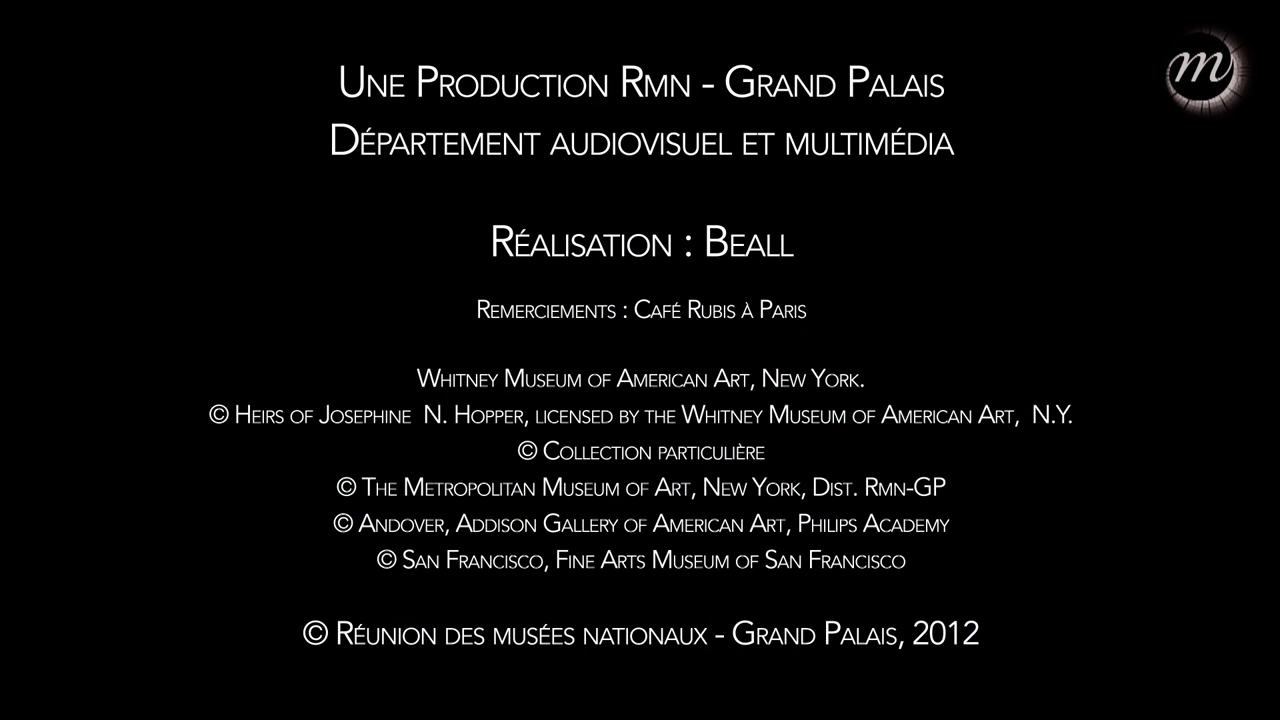 m
Une Production Rmn - Grand Palais
Département audiovisuel et multimédia
Réalisation : Beall
Remerciements : Café Rubis à Paris
Whitney Museum of American Art, New York.
© Heirs of Josephine N. Hopper, licensed by the Whitney Museum of American Art, N.Y.
© Collection particulière
© The Metropolitan Museum of Art, New York, Dist. Rmn-GP
© Andover, Addison Gallery of American Art, Philips Academy
© San Francisco, Fine Arts Museum of San Francisco
© Réunion des musées nationaux - Grand Palais, 2012